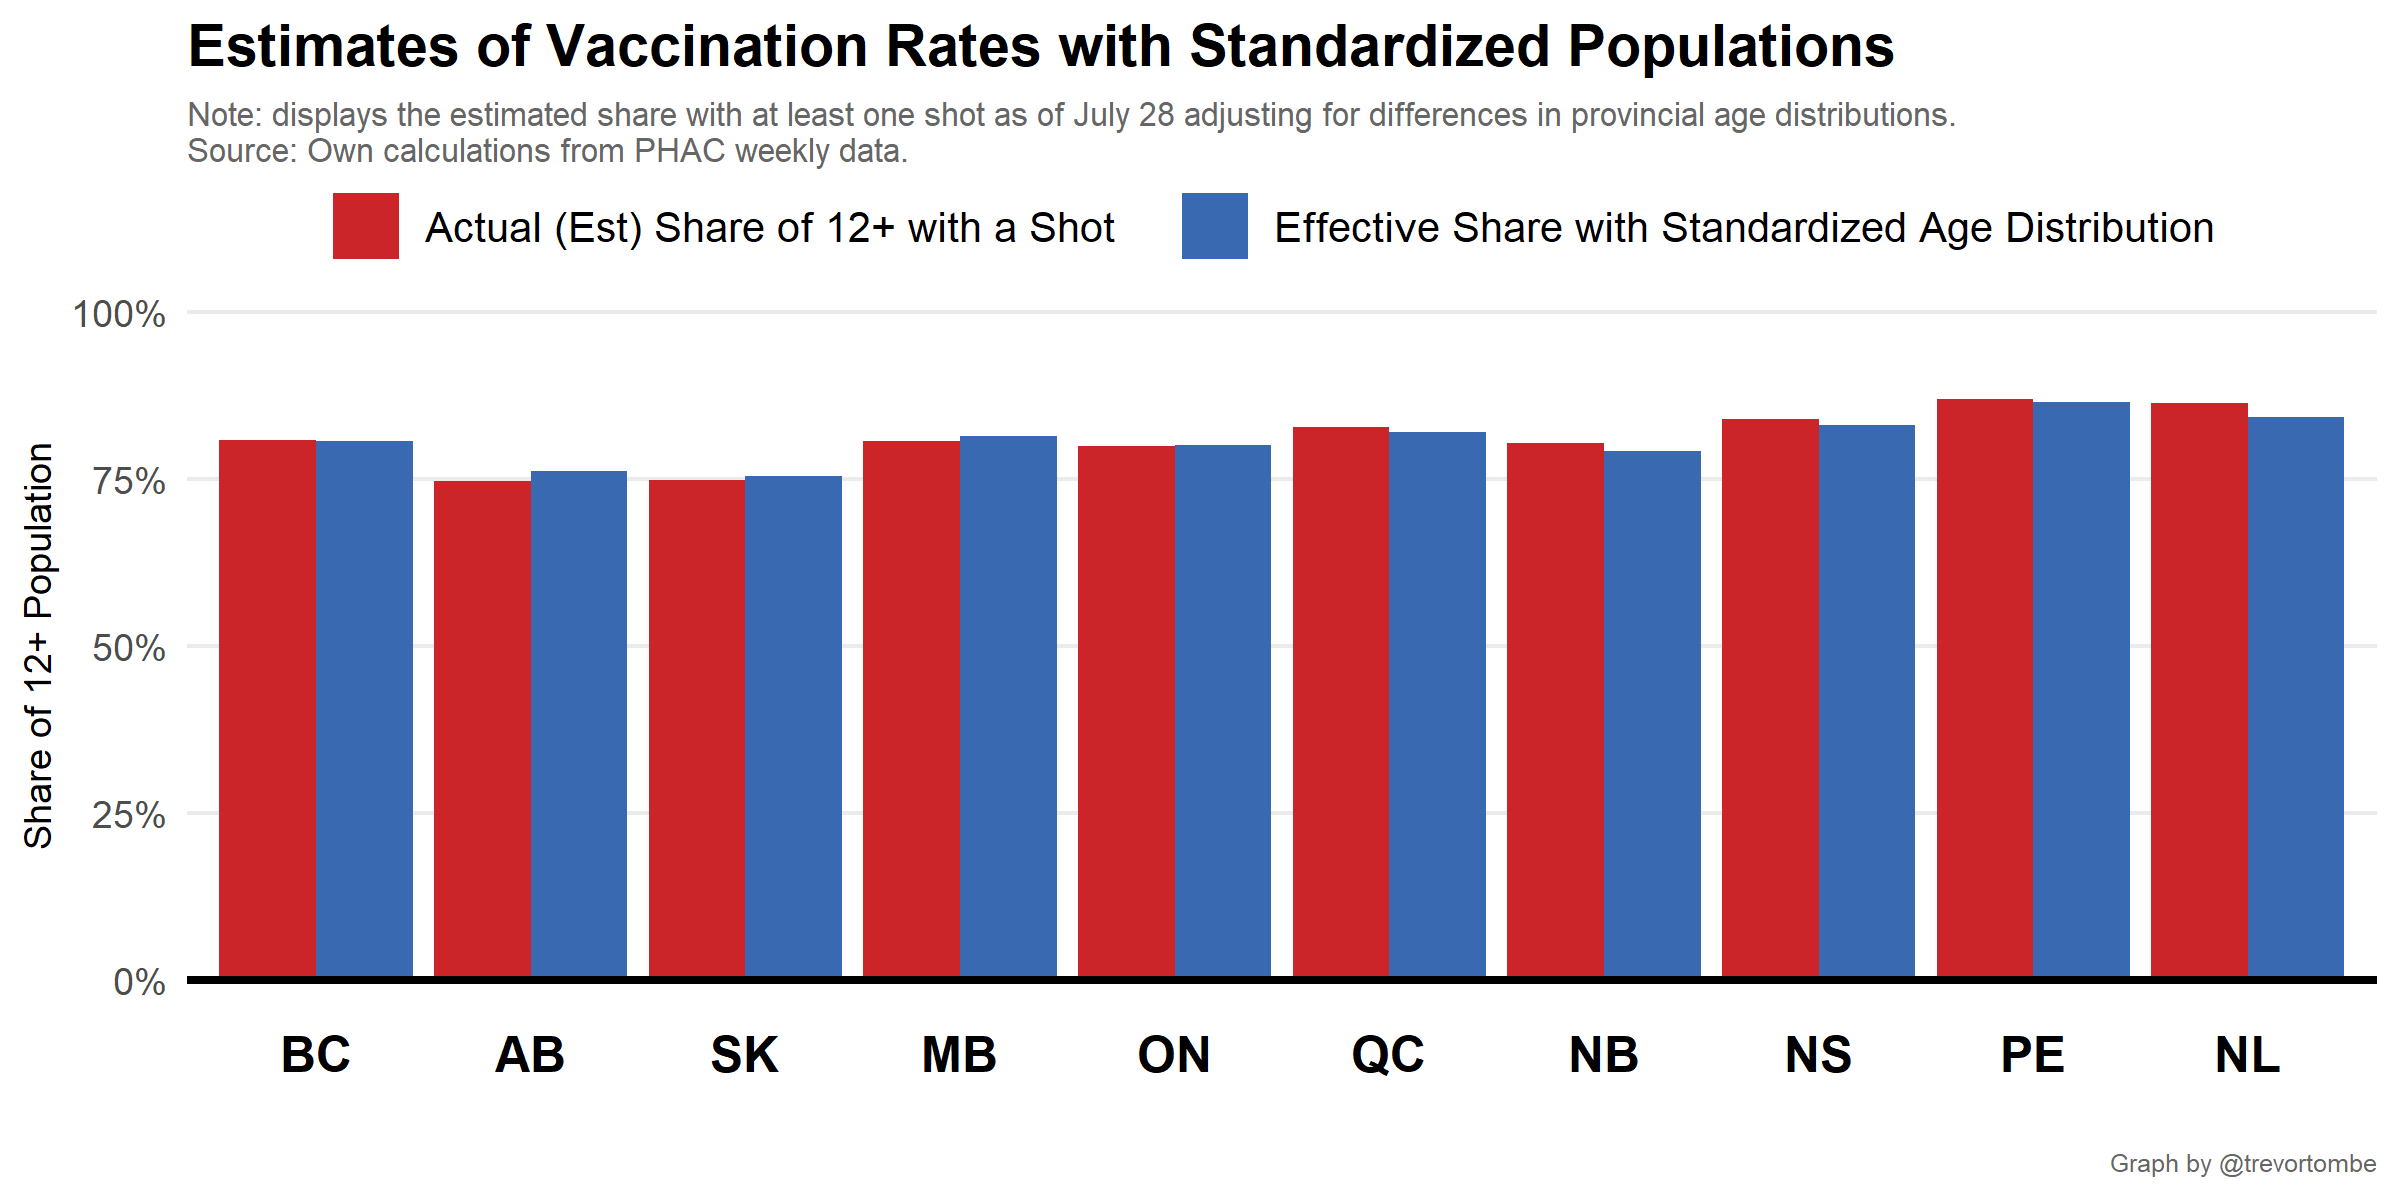 Estimates of Vaccination Rates with Standardized Populations
Note: displays the estimated share with at least one shot as of July 28 adjusting for differences in provincial age distributions.
Source: Own calculations from PHAC weekly data.
Actual (Est) Share of 12+ with a Shot
Effective Share with Standardized Age Distribution
Share of 12+ Population
100%
75%
50%
25%
0%
BC AB SK MB ON QC NB NS PE NL
Graph by @trevortombe